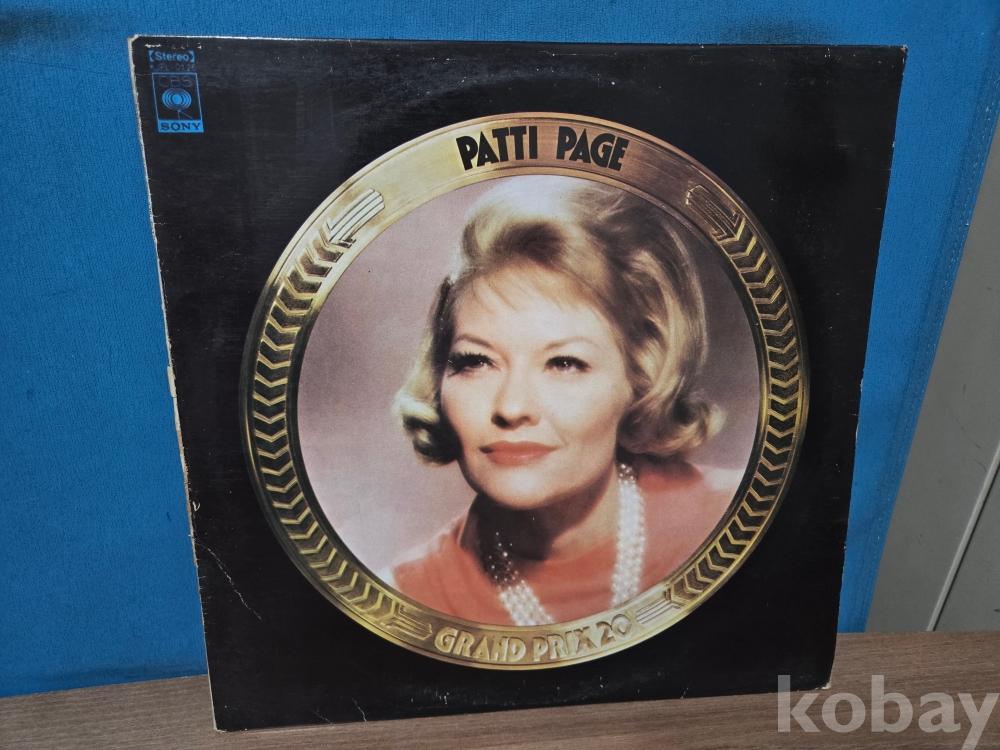 【Stereo】
CBS
SONY
PATTI PAGE
GRAND PRIX 20
kobay